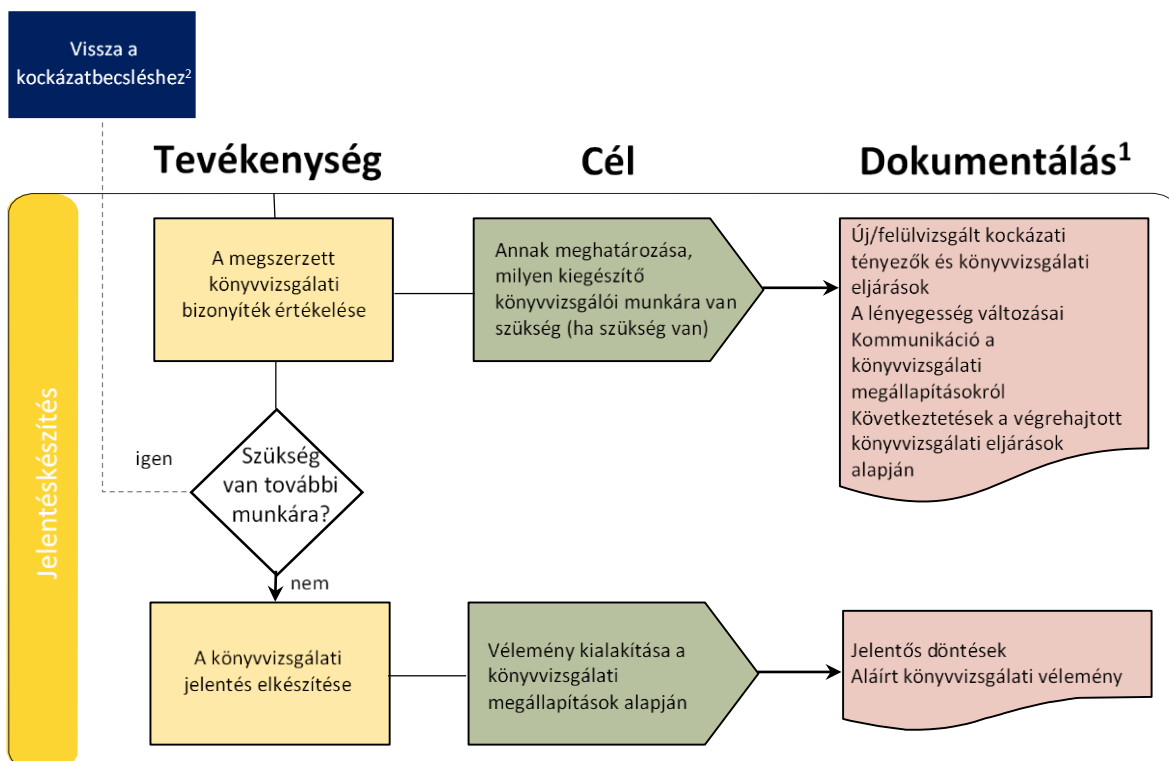 Vissza a
kockázatbecsléshez²
Tevékenység
Cél
Dokumentálás¹
Jelentéskészítés
A megszerzett
könyvvizsgálati
bizonyíték értékelése
Annak meghatározása,
milyen kiegészítő
könyvvizsgálói munkára van
szükség (ha szükség van)
Új/felülvizsgált kockázati
tényezők és könyvvizsgálati
eljárások
A lényegesség változásai
Kommunikáció a
könyvvizsgálati
megállapításokról
Következtetések a végrehajtott
könyvvizsgálati eljárások
alapján
igen
Szükség
van további
munkára?
nem
A könyvvizsgálati
jelentés elkészítése
Vélemény kialakítása a
könyvvizsgálati
megállapítások alapján
Jelentős döntések
Aláírt könyvvizsgálati vélemény